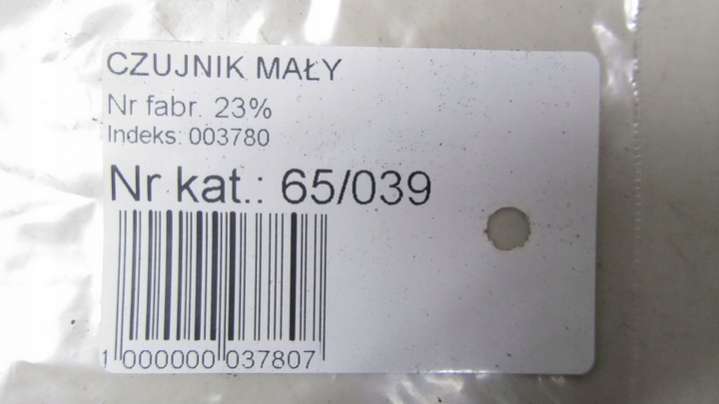 CZUJNIK MAŁY
Nr fabr. 23%
Indeks: 003780
Nr kat.: 65/039
1 000000 037807